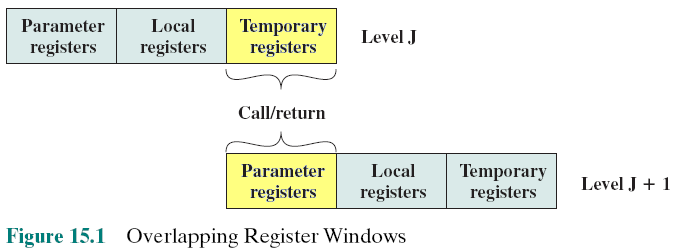 Parameter registers
Local registers
Temporary registers
Level J
Call/return
Parameter registers
Local registers
Temporary registers
Level J + 1
Figure 15.1 Overlapping Register Windows